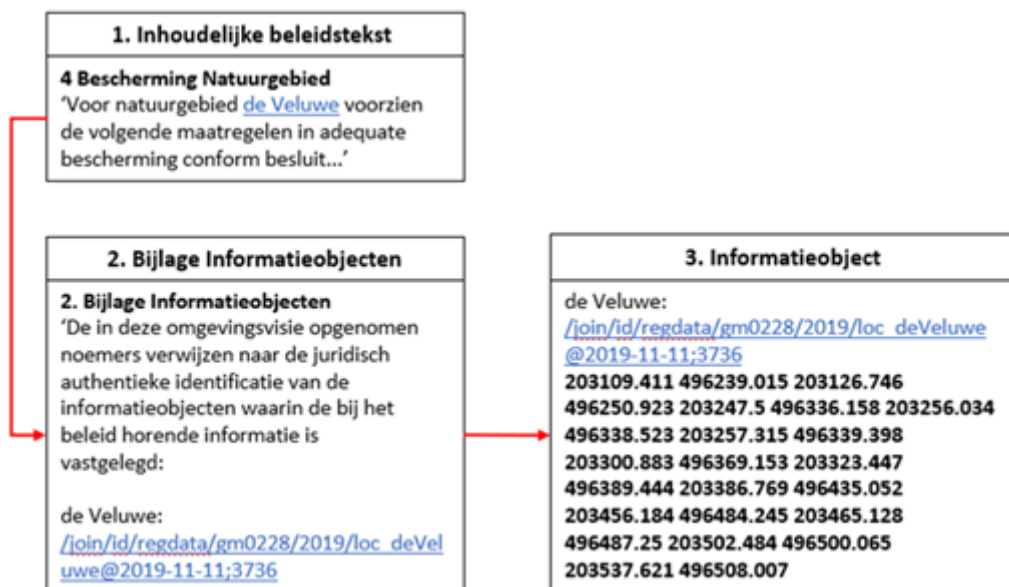 1. Inhoudelijke beleidstekst
4 Bescherming Natuurgebied
‘Voor natuurgebied de Veluwe voorzien
de volgende maatregelen in adequate
bescherming conform besluit...’
2. Bijlage Informatieobjecten
2. Bijlage Informatieobjecten
‘De in deze omgevingsvisie opgenomen
noemers verwijzen naar de juridisch
authentieke identificatie van de
informatieobjecten waarin de bij het
beleid horende informatie is
vastgelegd:
de Veluwe:
/join/id/regdata/gm0228/2019/loc_deVel
uwe@2019-11-11;3736
3. Informatieobject
de Veluwe:
/join/id/regdata/gm0228/2019/loc_deVeluwe
@2019-11-11;3736
203109.411 496239.015 203126.746
496250.923 203247.5 496336.158 203256.034
496338.523 203257.315 496339.398
203300.883 496369.153 203323.447
496389.444 203386.769 496435.052
203456.184 496484.245 203465.128
496487.25 203502.484 496500.065
203537.621 496508.007